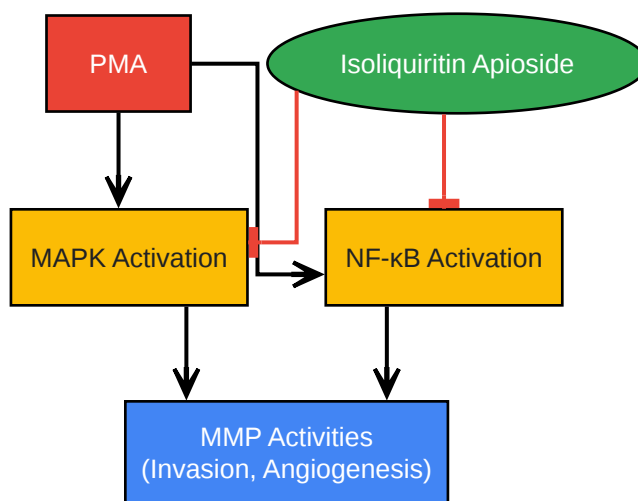 PMA
Isoliquiritin Apioside
MAPK Activation
NF-κB Activation
MMP Activities
(Invasion, Angiogenesis)